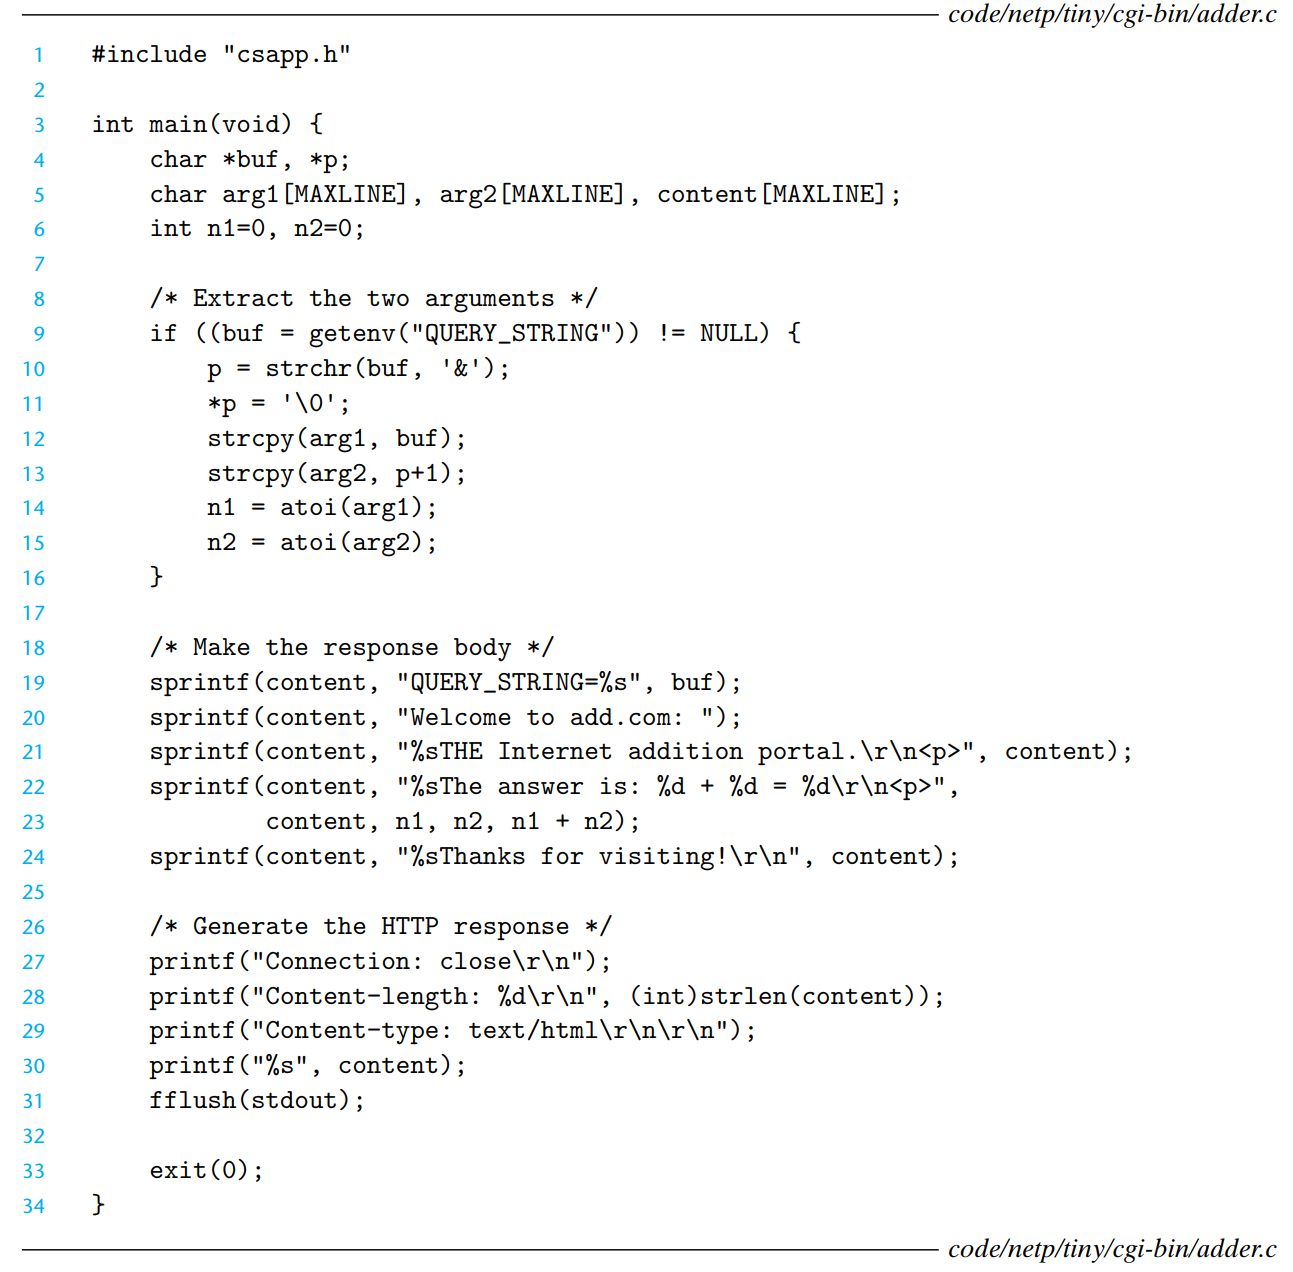 code/netp/tiny/cgi-bin/adder.c
1 #include "csapp.h"
2
3 int main(void) {
4     char *buf, *p;
5     char arg1[MAXLINE], arg2[MAXLINE], content[MAXLINE];
6     int n1=0, n2=0;
7
8     /* Extract the two arguments */
9     if ((buf = getenv("QUERY_STRING")) != NULL) {
10         p = strchr(buf, '&');
11         *p = '\0';
12         strcpy(arg1, buf);
13         strcpy(arg2, p+1);
14         n1 = atoi(arg1);
15         n2 = atoi(arg2);
16     }
17
18     /* Make the response body */
19     sprintf(content, "QUERY_STRING=%s", buf);
20     sprintf(content, "Welcome to add.com: ");
21     sprintf(content, "%sTHE Internet addition portal.\r\n<p>", content);
22     sprintf(content, "%sThe answer is: %d + %d = %d\r\n<p>",
23             content, n1, n2, n1 + n2);
24     sprintf(content, "%sThanks for visiting!\r\n", content);
25
26     /* Generate the HTTP response */
27     printf("Connection: close\r\n");
28     printf("Content-length: %d\r\n", (int)strlen(content));
29     printf("Content-type: text/html\r\n\r\n");
30     printf("%s", content);
31     fflush(stdout);
32
33     exit(0);
34 }
code/netp/tiny/cgi-bin/adder.c